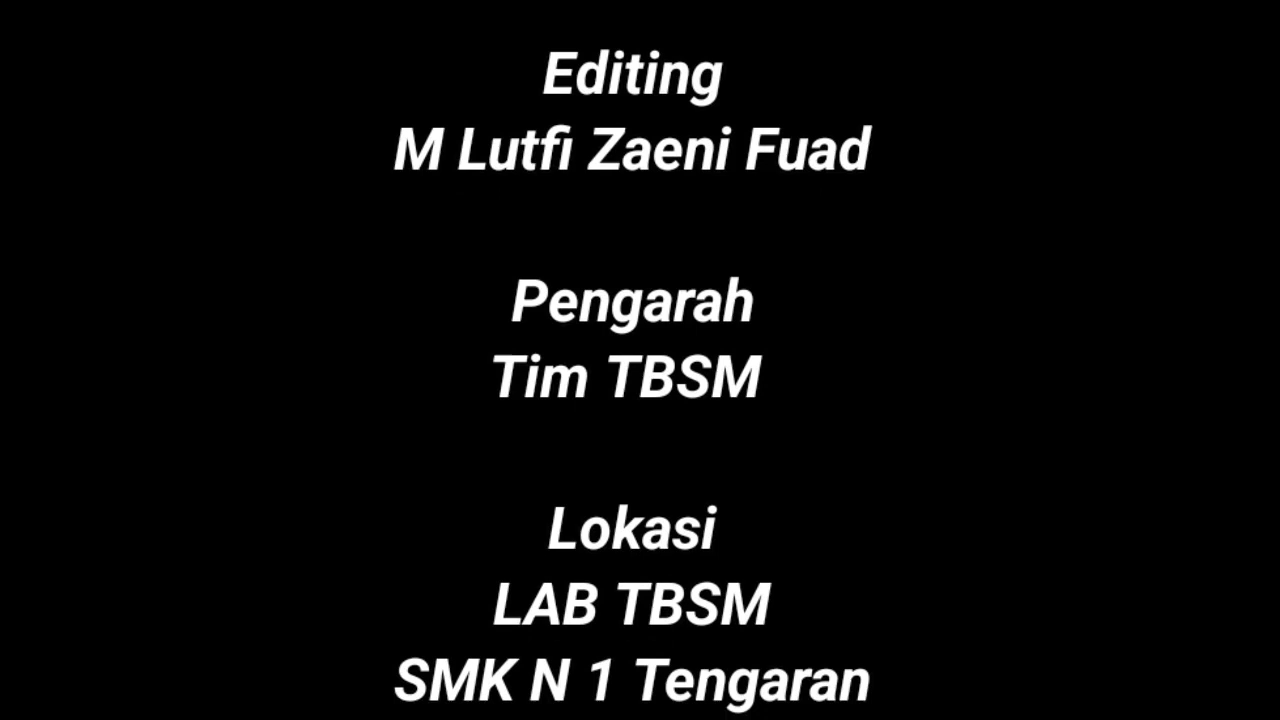 Editing
M Lutfi Zaeni Fuad
Pengarah
Tim TBSM
Lokasi
LAB TBSM
SMK N 1 Tengaran